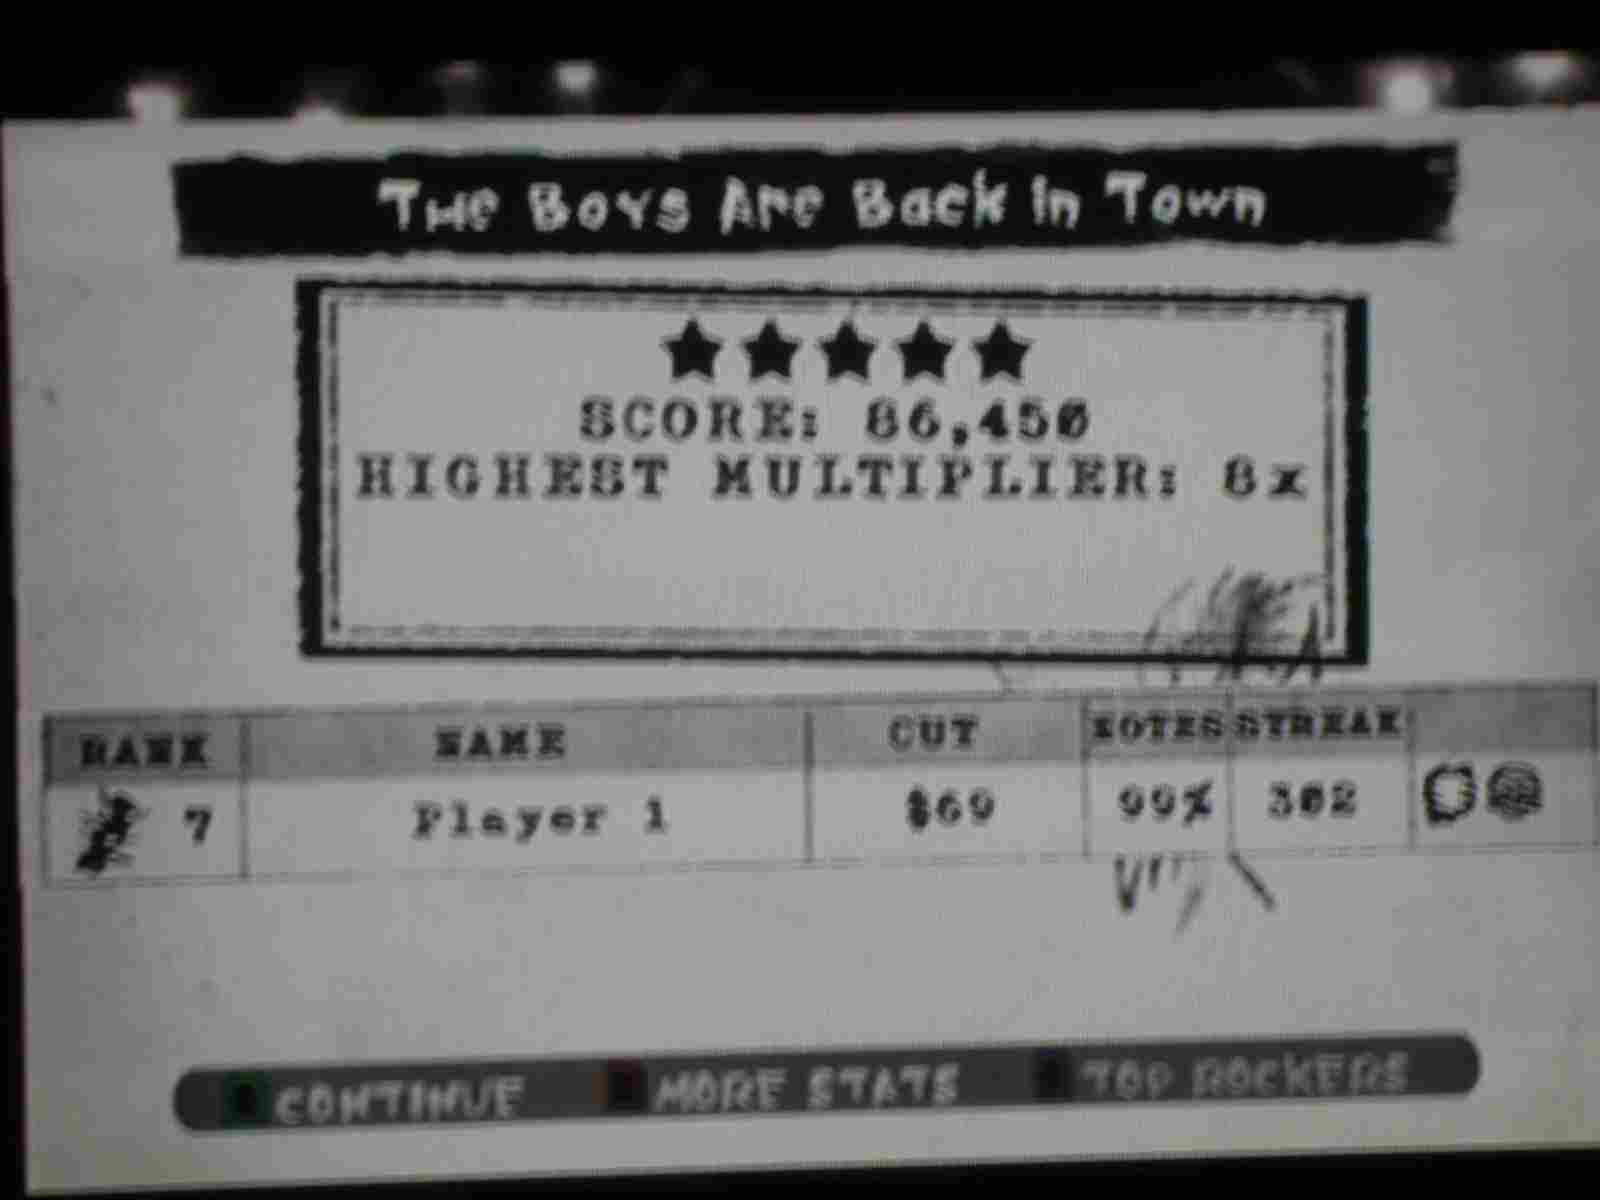 The Boys Are Back In Town
SCORE: 86,450
HIGHEST MULTIPLIER: 8x
RANK NAME CUT NOTES STREAK
7 Player 1 $69 99% 302
CONTINUE MORE STATS TOP ROCKERS